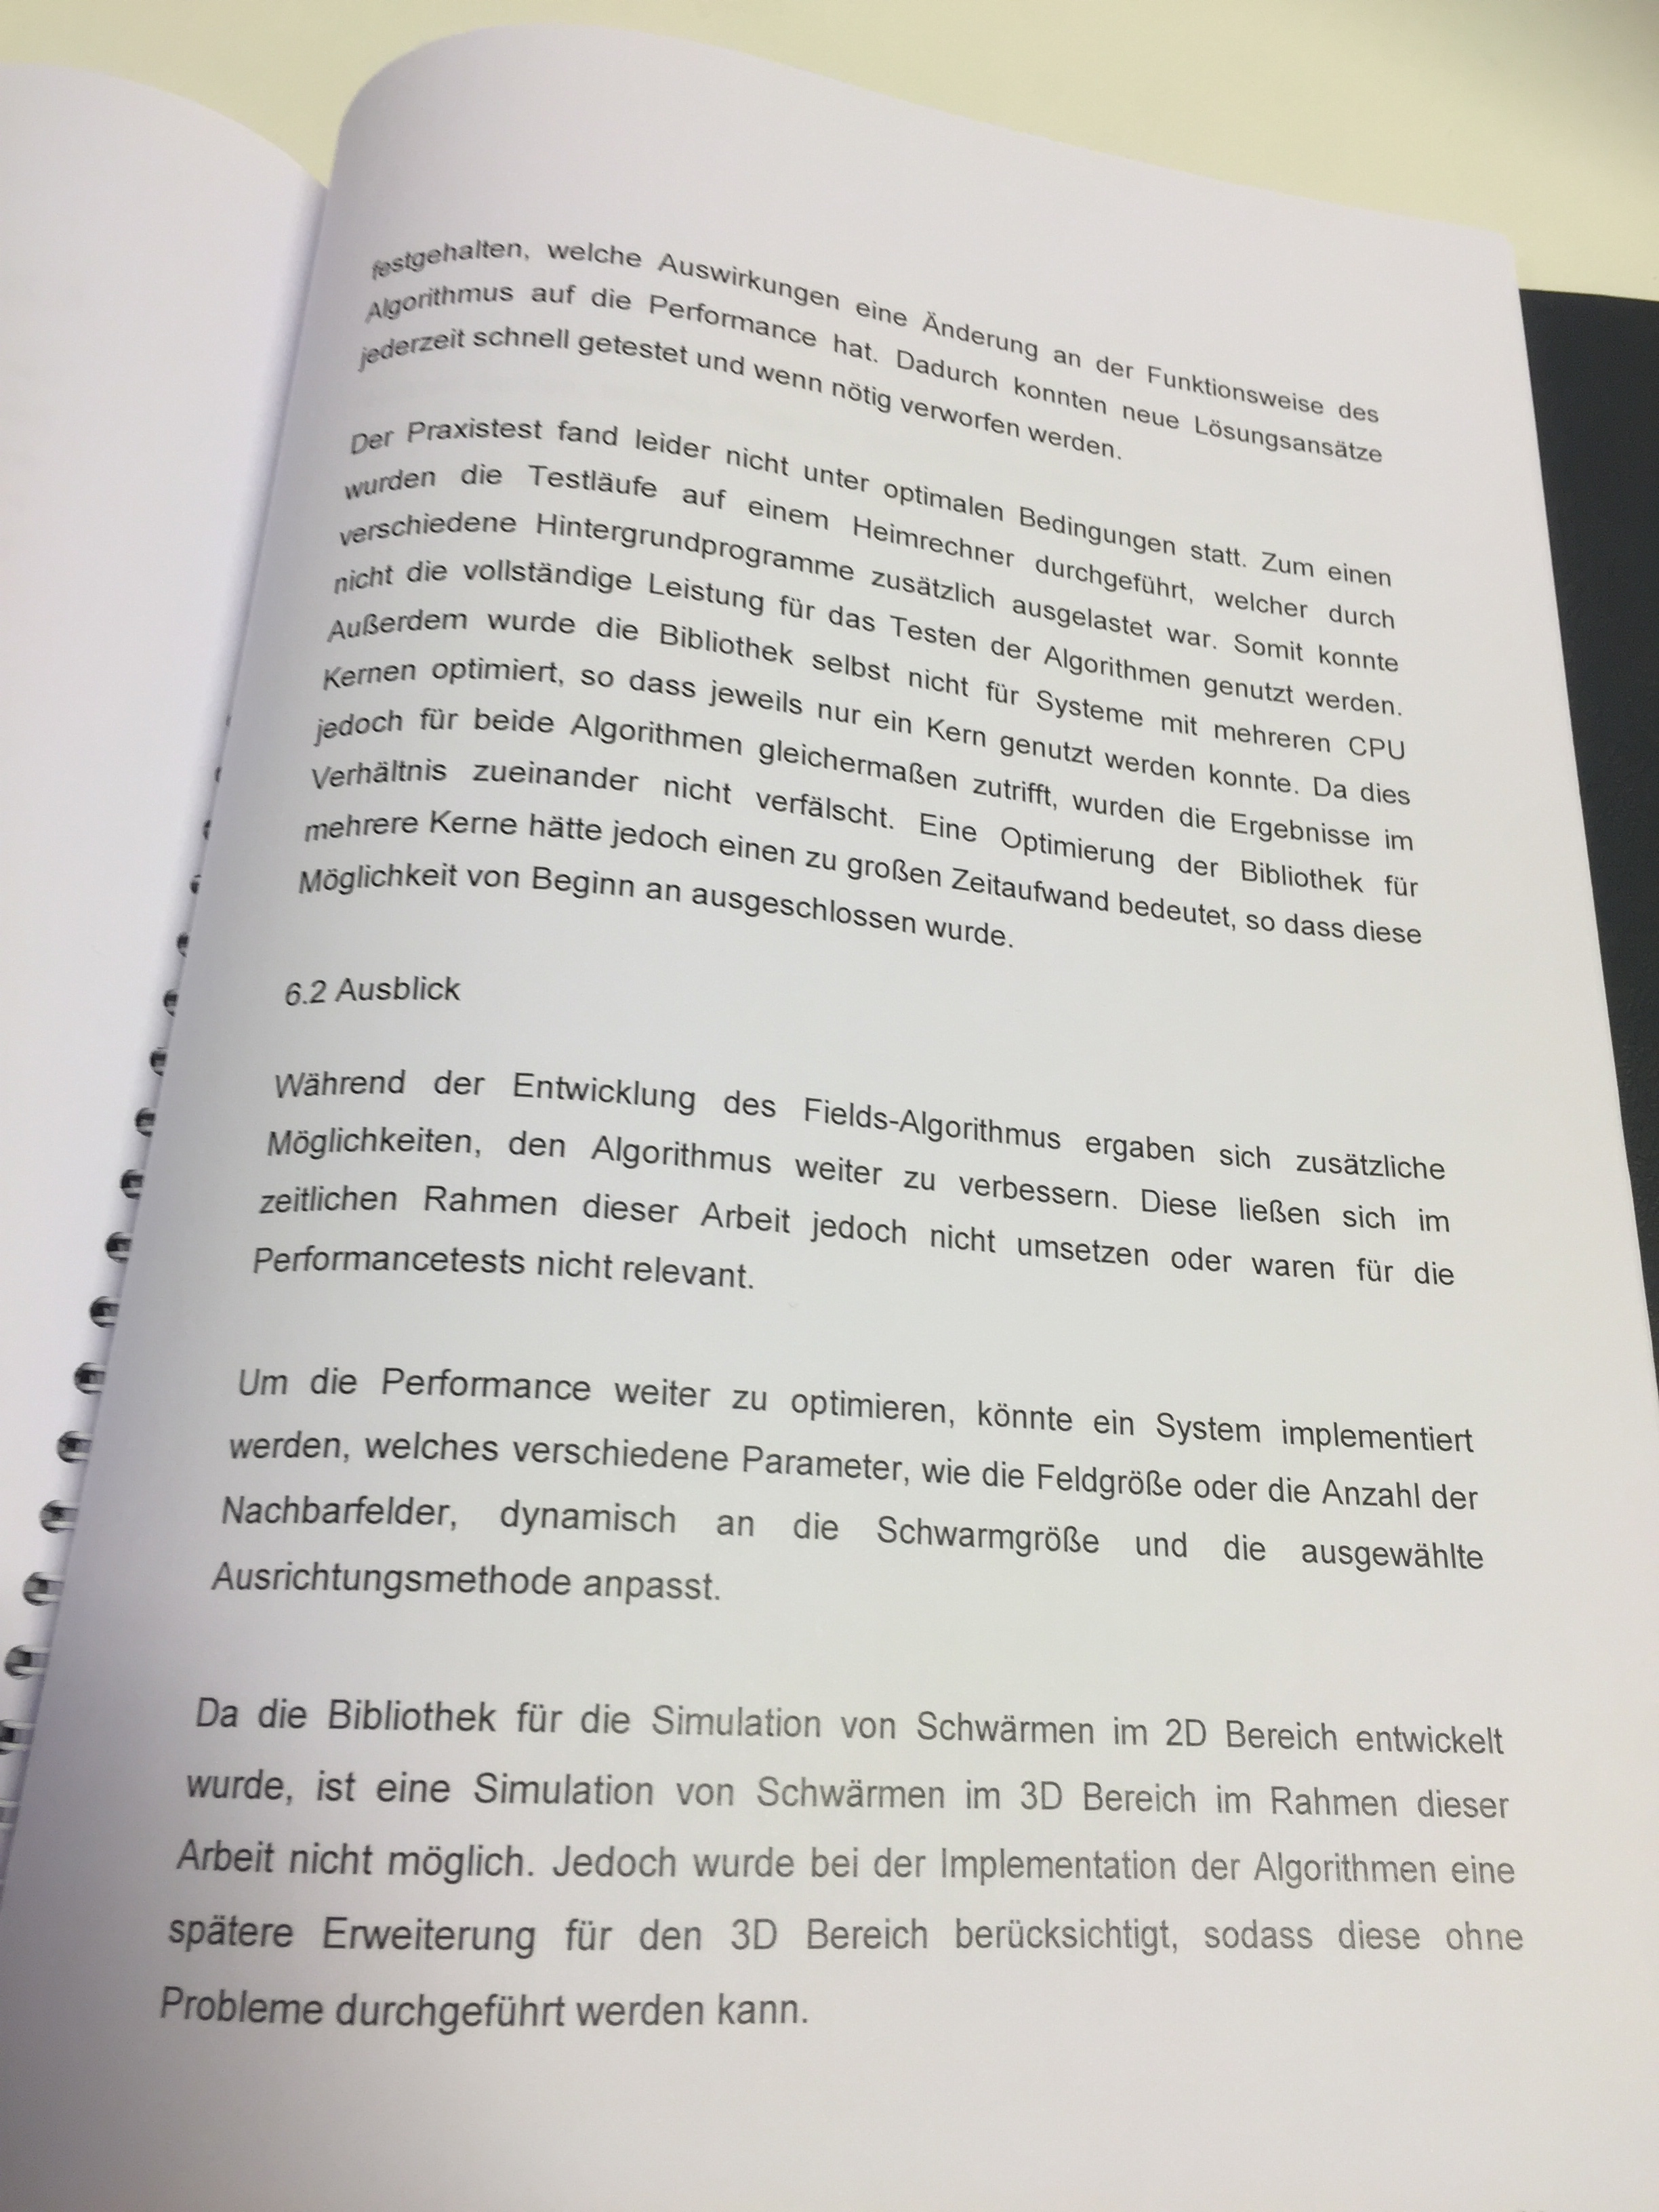 festgehalten, welche Auswirkungen eine Änderung an der Funktionsweise des
Algorithmus auf die Performance hat. Dadurch konnten neue Lösungsansätze
jederzeit schnell getestet und wenn nötig verworfen werden.
Der Praxistest fand leider nicht unter optimalen Bedingungen statt. Zum einen
wurden die Testläufe auf einem Heimrechner durchgeführt, welcher durch
verschiedene Hintergrundprogramme zusätzlich ausgelastet war. Somit konnte
nicht die vollständige Leistung für das Testen der Algorithmen genutzt werden.
Außerdem wurde die Bibliothek selbst nicht für Systeme mit mehreren CPU
Kernen optimiert, so dass jeweils nur ein Kern genutzt werden konnte. Da dies
jedoch für beide Algorithmen gleichermaßen zutrifft, wurden die Ergebnisse im
Verhältnis zueinander nicht verfälscht. Eine Optimierung der Bibliothek für
mehrere Kerne hätte jedoch einen zu großen Zeitaufwand bedeutet, so dass diese
Möglichkeit von Beginn an ausgeschlossen wurde.
6.2 Ausblick
Während der Entwicklung des Fields-Algorithmus ergaben sich zusätzliche
Möglichkeiten, den Algorithmus weiter zu verbessern. Diese ließen sich im
zeitlichen Rahmen dieser Arbeit jedoch nicht umsetzen oder waren für die
Performancetests nicht relevant.
Um die Performance weiter zu optimieren, könnte ein System implementiert
werden, welches verschiedene Parameter, wie die Feldgröße oder die Anzahl der
Nachbarfelder, dynamisch an die Schwarmgröße und die ausgewählte
Ausrichtungsmethode anpasst.
Da die Bibliothek für die Simulation von Schwärmen im 2D Bereich entwickelt
wurde, ist eine Simulation von Schwärmen im 3D Bereich im Rahmen dieser
Arbeit nicht möglich. Jedoch wurde bei der Implementation der Algorithmen eine
spätere Erweiterung für den 3D Bereich berücksichtigt, sodass diese ohne
Probleme durchgeführt werden kann.